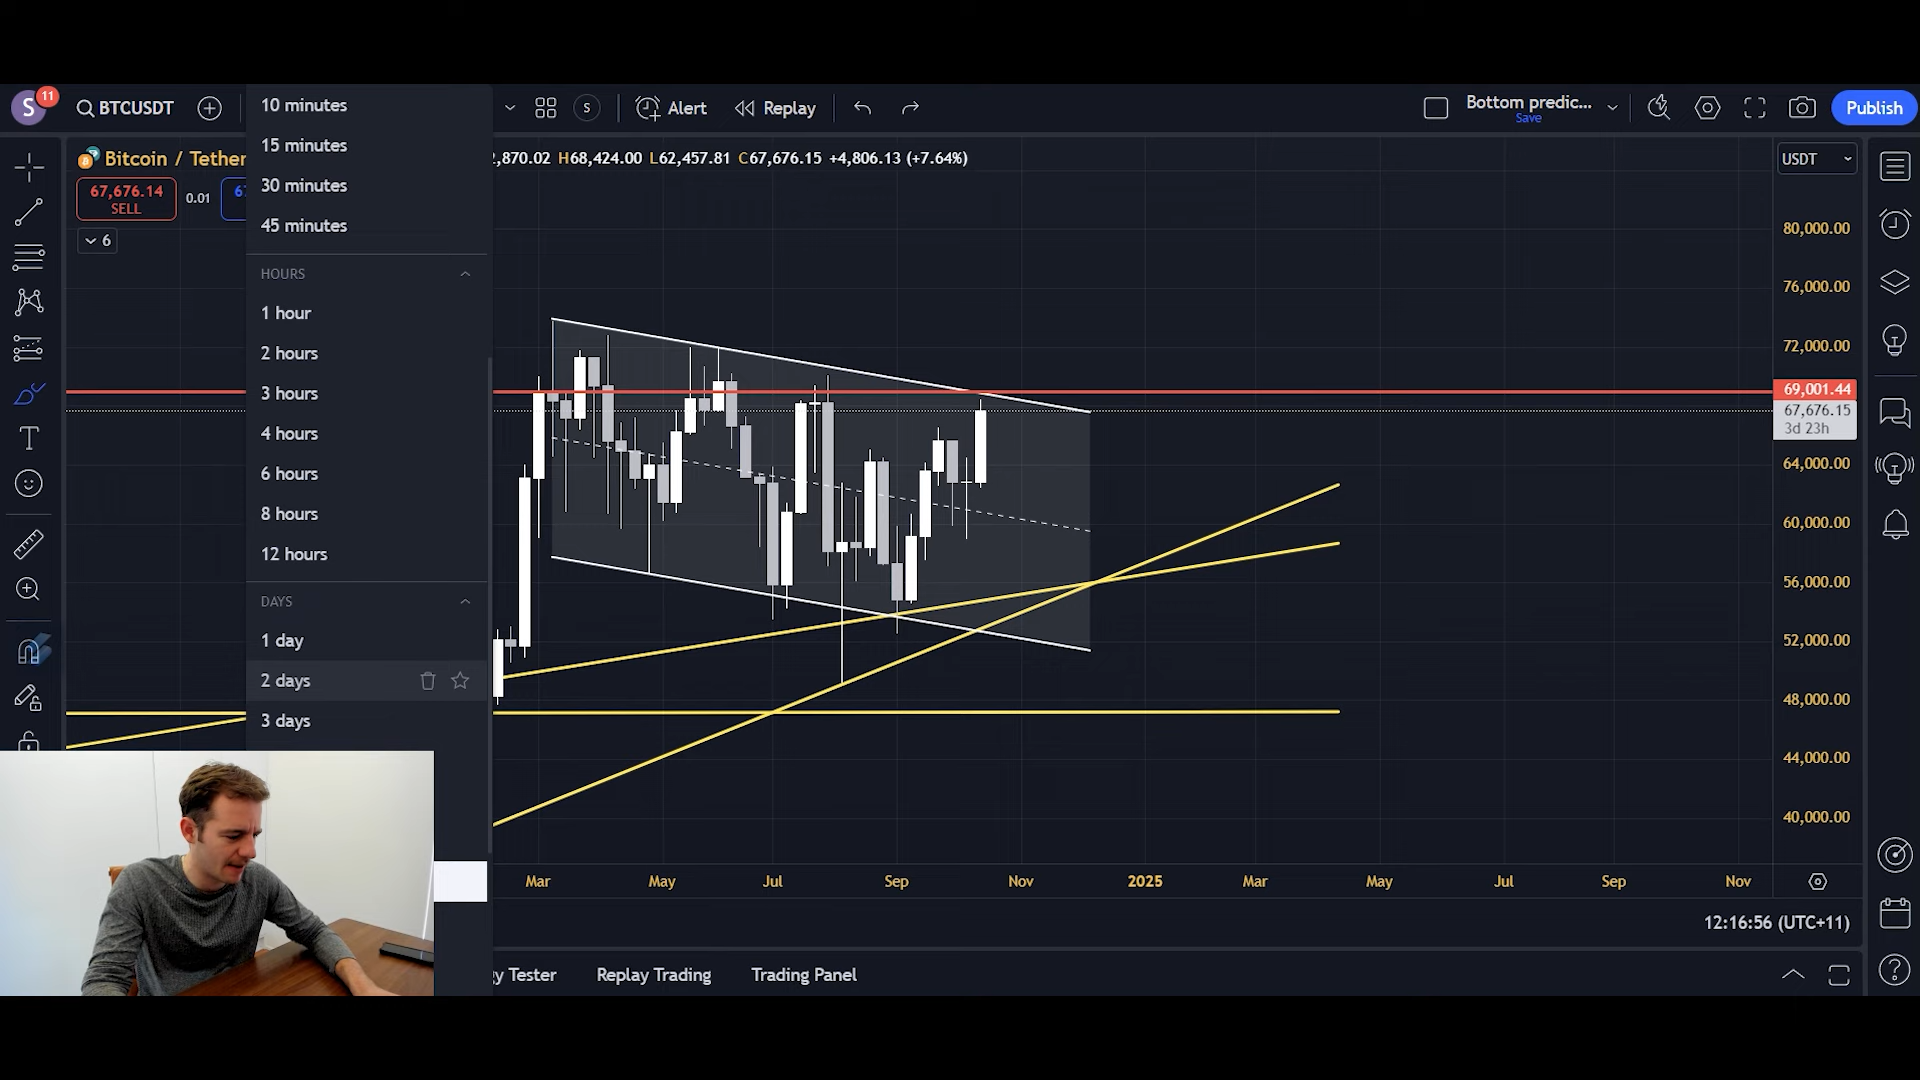 S 11 BTCUSDT 10 minutes S Alert Replay Bottom predic... Save Publish
Bitcoin / Tether 15 minutes 2,870.02 H68,424.00 L62,457.81 C67,676.15 +4,806.13 (+7.64%) USDT
67,676.14 SELL 0.01 67 30 minutes
6 45 minutes 80,000.00
HOURS
1 hour 76,000.00
2 hours 72,000.00
3 hours 69,001.44
67,676.15
4 hours 3d 23h
6 hours 64,000.00
8 hours 60,000.00
12 hours
56,000.00
DAYS
1 day 52,000.00
2 days
3 days 48,000.00
44,000.00
40,000.00
Mar May Jul Sep Nov 2025 Mar May Jul Sep Nov
12:16:56 (UTC+11)
gy Tester Replay Trading Trading Panel